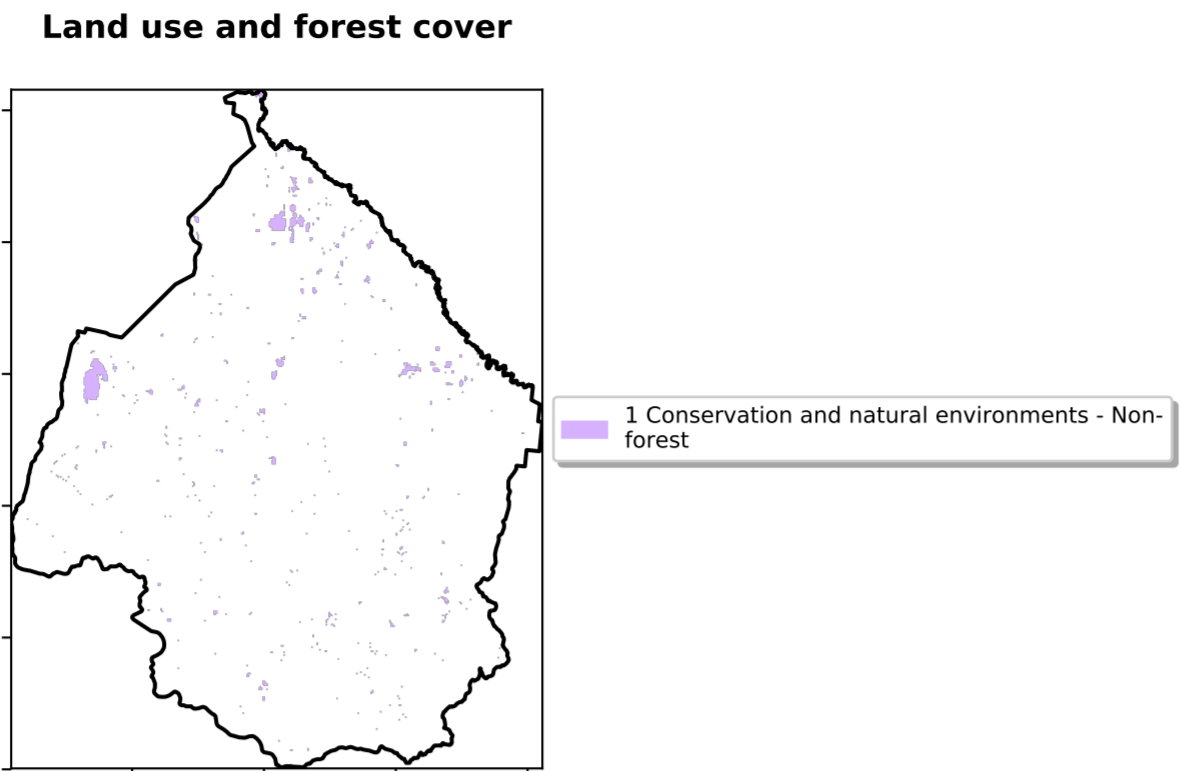 Land use and forest cover
1 Conservation and natural environments - Non-
forest